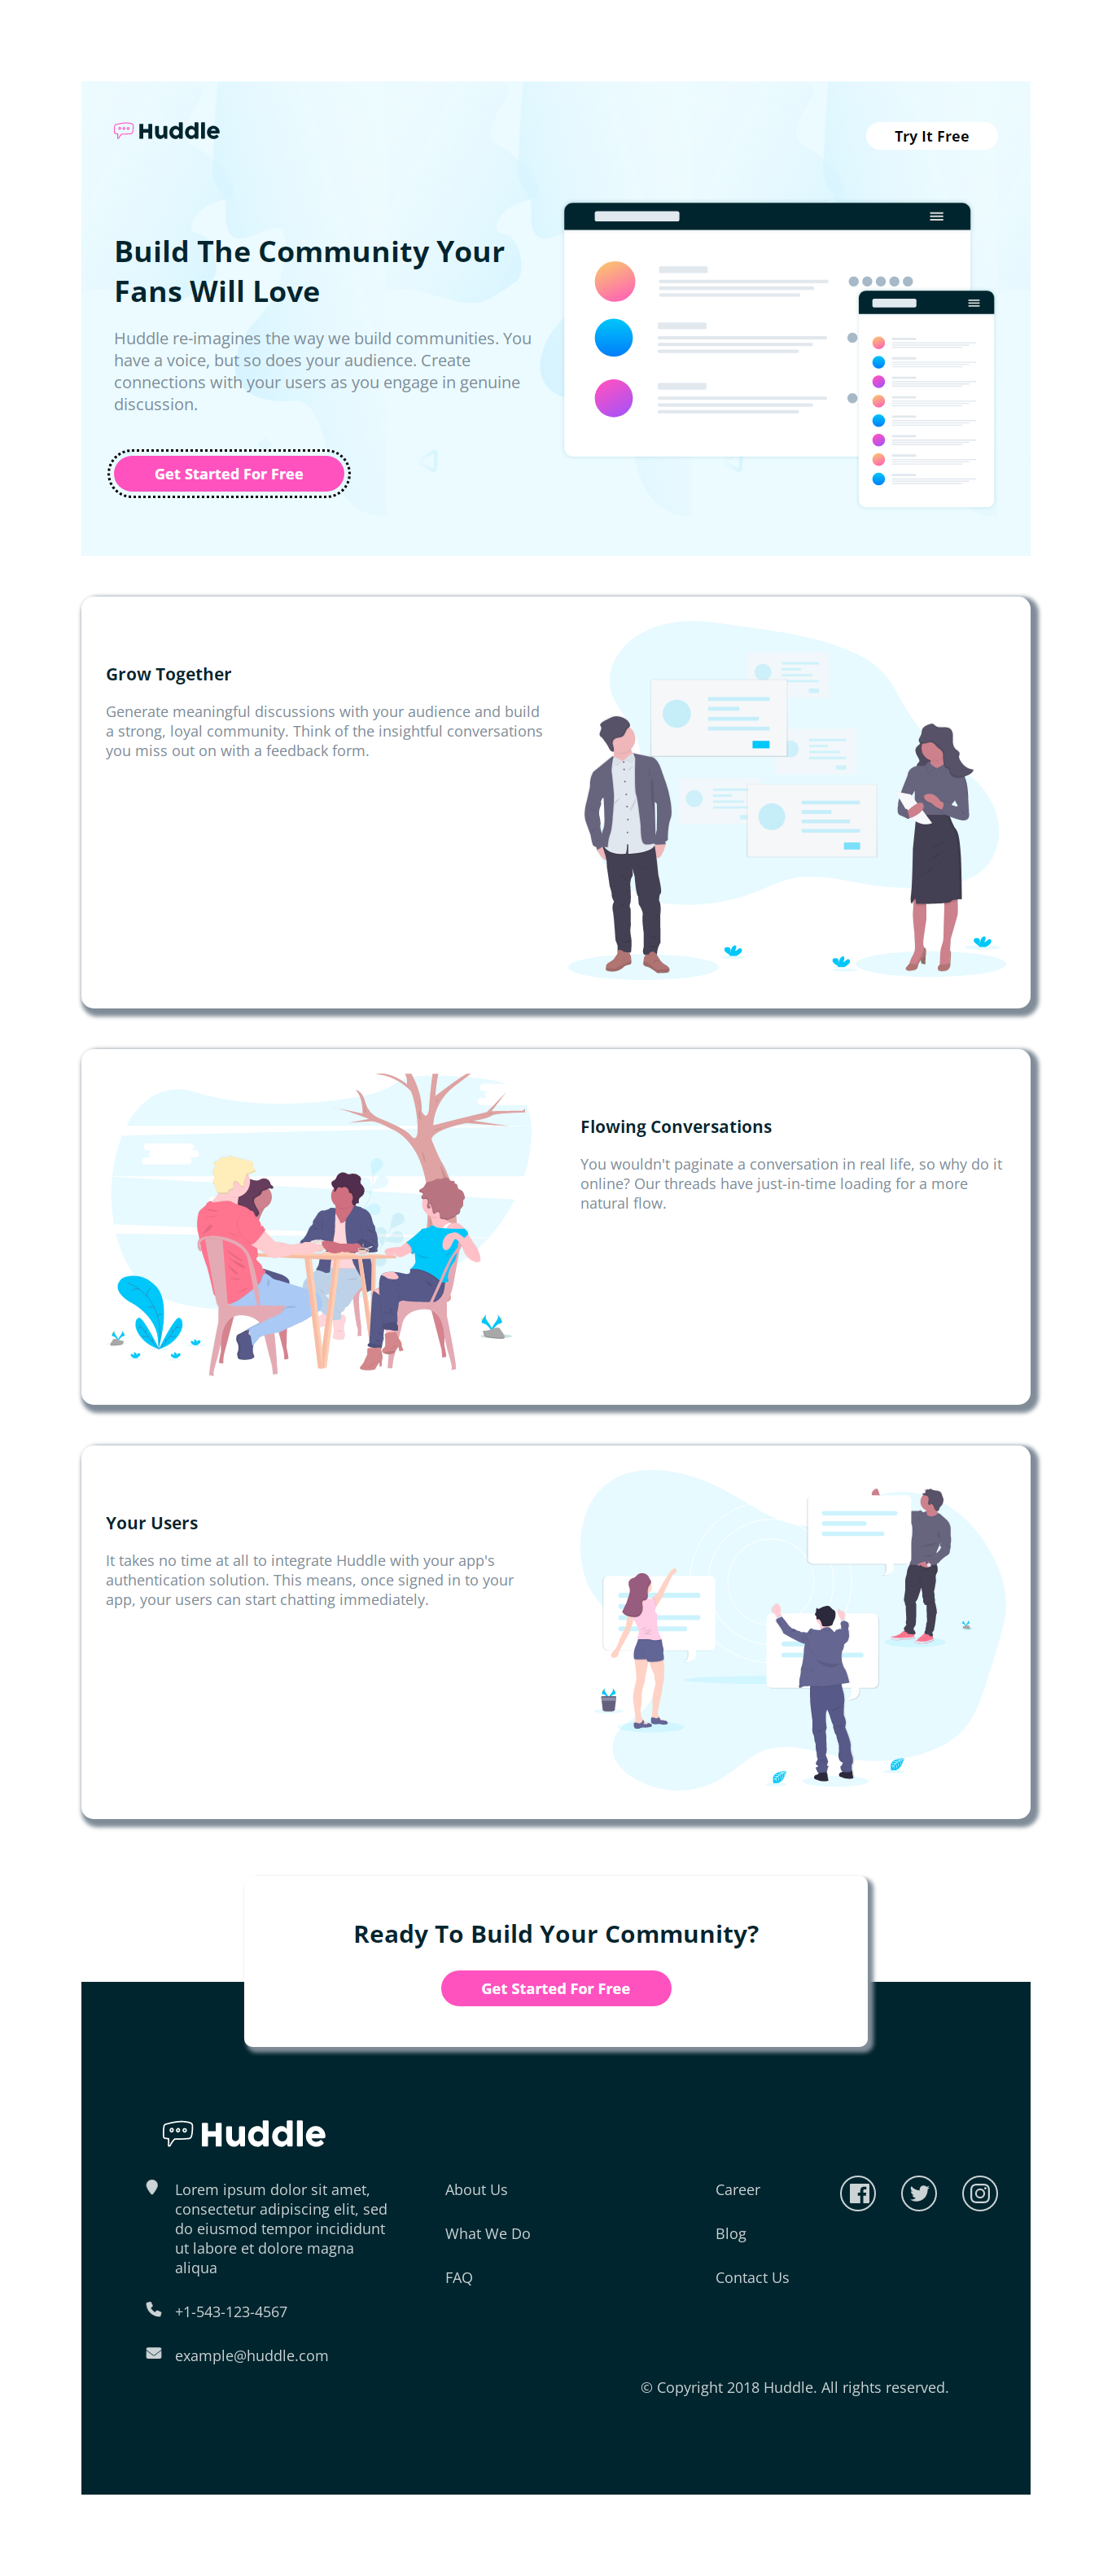 Huddle
Try It Free
Build The Community Your
Fans Will Love
Huddle re-imagines the way we build communities. You
have a voice, but so does your audience. Create
connections with your users as you engage in genuine
discussion.
Get Started For Free
Grow Together
Generate meaningful discussions with your audience and build
a strong, loyal community. Think of the insightful conversations
you miss out on with a feedback form.
Flowing Conversations
You wouldn't paginate a conversation in real life, so why do it
online? Our threads have just-in-time loading for a more
natural flow.
Your Users
It takes no time at all to integrate Huddle with your app's
authentication solution. This means, once signed in to your
app, your users can start chatting immediately.
Ready To Build Your Community?
Get Started For Free
Huddle
Lorem ipsum dolor sit amet,
consectetur adipiscing elit, sed
do eiusmod tempor incididunt
ut labore et dolore magna
aliqua
+1-543-123-4567
example@huddle.com
About Us
What We Do
FAQ
Career
Blog
Contact Us
© Copyright 2018 Huddle. All rights reserved.